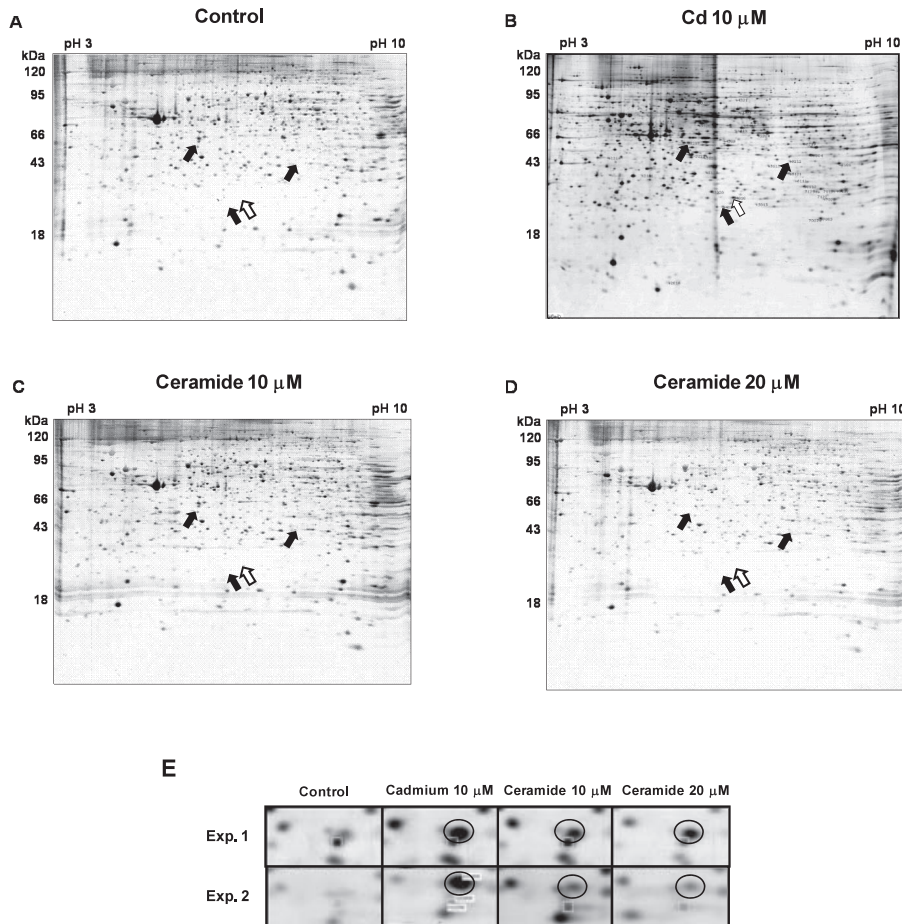 A
Control
pH 3
pH 10
kDa
120
95
66
43
18
B
Cd 10 μM
pH 3
pH 10
kDa
120
95
66
43
18
C
Ceramide 10 μM
pH 3
pH 10
kDa
120
95
66
43
18
D
Ceramide 20 μM
pH 3
pH 10
kDa
120
95
66
43
18
E
Control
Cadmium 10 μM
Ceramide 10 μM
Ceramide 20 μM
Exp. 1
Exp. 2